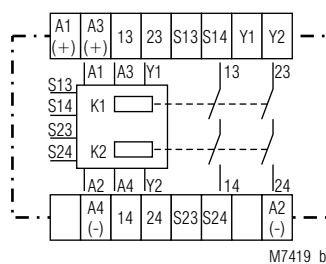 A1 (+) A3 (+) 13 23 S13 S14 Y1 Y2
A1 A3 Y1 13 23
S13
S14 K1
S23
S24 K2
A2 A4 Y2 14 24
A4 (-) 14 24 S23 S24 A2 (-)
M7419_b